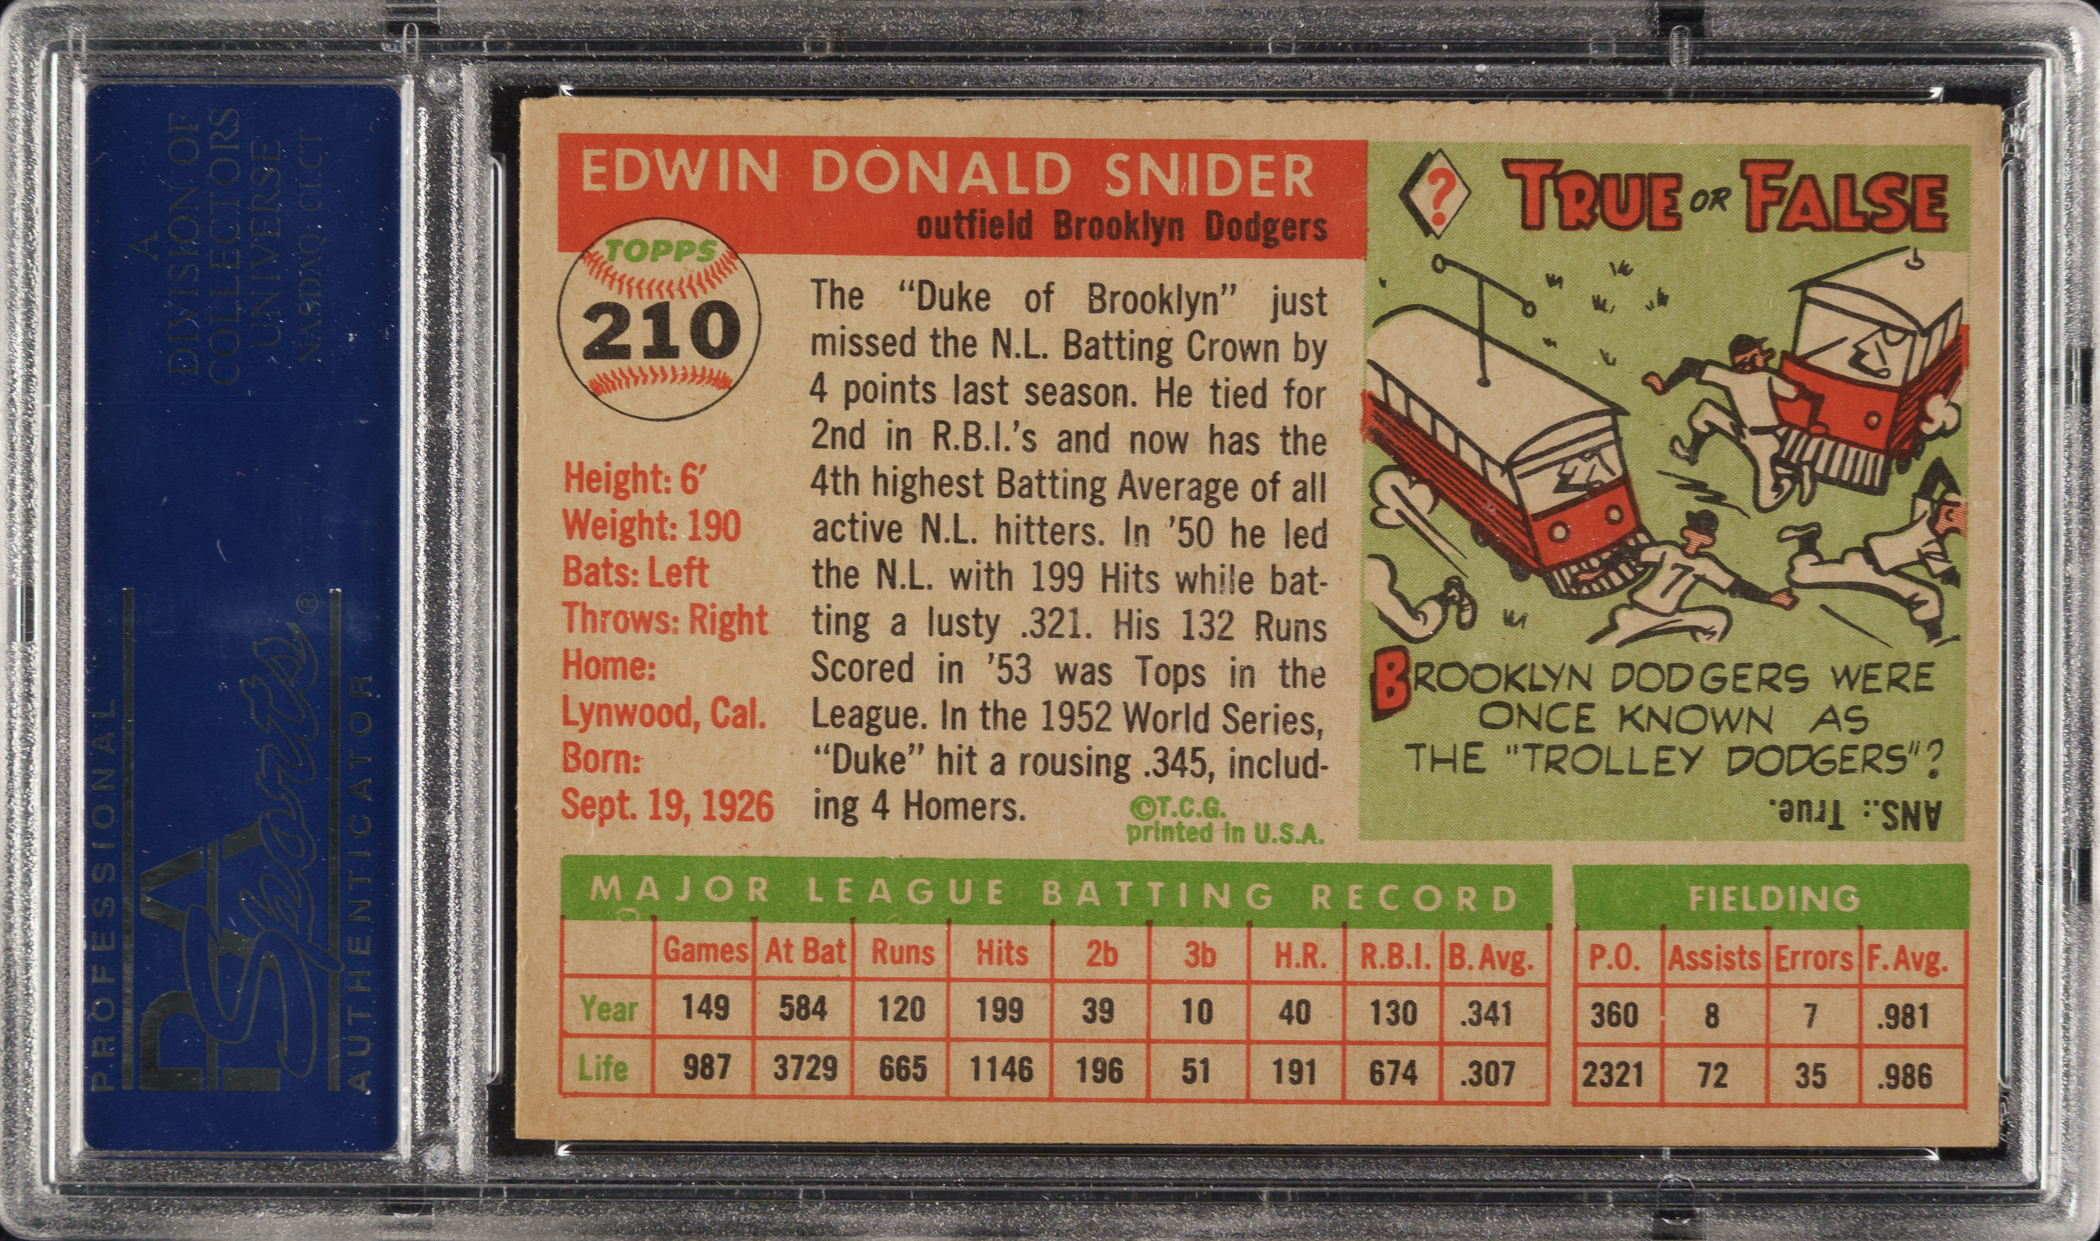 A
DIVISION OF
COLLECTORS
UNIVERSE
NASDAQ: CLCT
PROFESSIONAL
PSA
Sports®
AUTHENTICATOR
EDWIN DONALD SNIDER
outfield Brooklyn Dodgers
TOPPS
210
Height: 6′
Weight: 190
Bats: Left
Throws: Right
Home:
Lynwood, Cal.
Born:
Sept. 19, 1926
The “Duke of Brooklyn” just
missed the N.L. Batting Crown by
4 points last season. He tied for
2nd in R.B.I.'s and now has the
4th highest Batting Average of all
active N.L. hitters. In '50 he led
the N.L. with 199 Hits while bat-
ting a lusty .321. His 132 Runs
Scored in '53 was Tops in the
League. In the 1952 World Series,
“Duke” hit a rousing .345, includ-
ing 4 Homers.
©T.C.G.
printed in U.S.A.
? TRUE OR FALSE
7
BROOKLYN DODGERS WERE
ONCE KNOWN AS
THE "TROLLEY DODGERS"?
ANS.: True.
MAJOR LEAGUE BATTING RECORD
Games At Bat Runs Hits 2b 3b H.R. R.B.I. B. Avg.
Year 149 584 120 199 39 10 40 130 .341
Life 987 3729 665 1146 196 51 191 674 .307
FIELDING
P.O. Assists Errors F. Avg.
360 8 7 .981
2321 72 35 .986